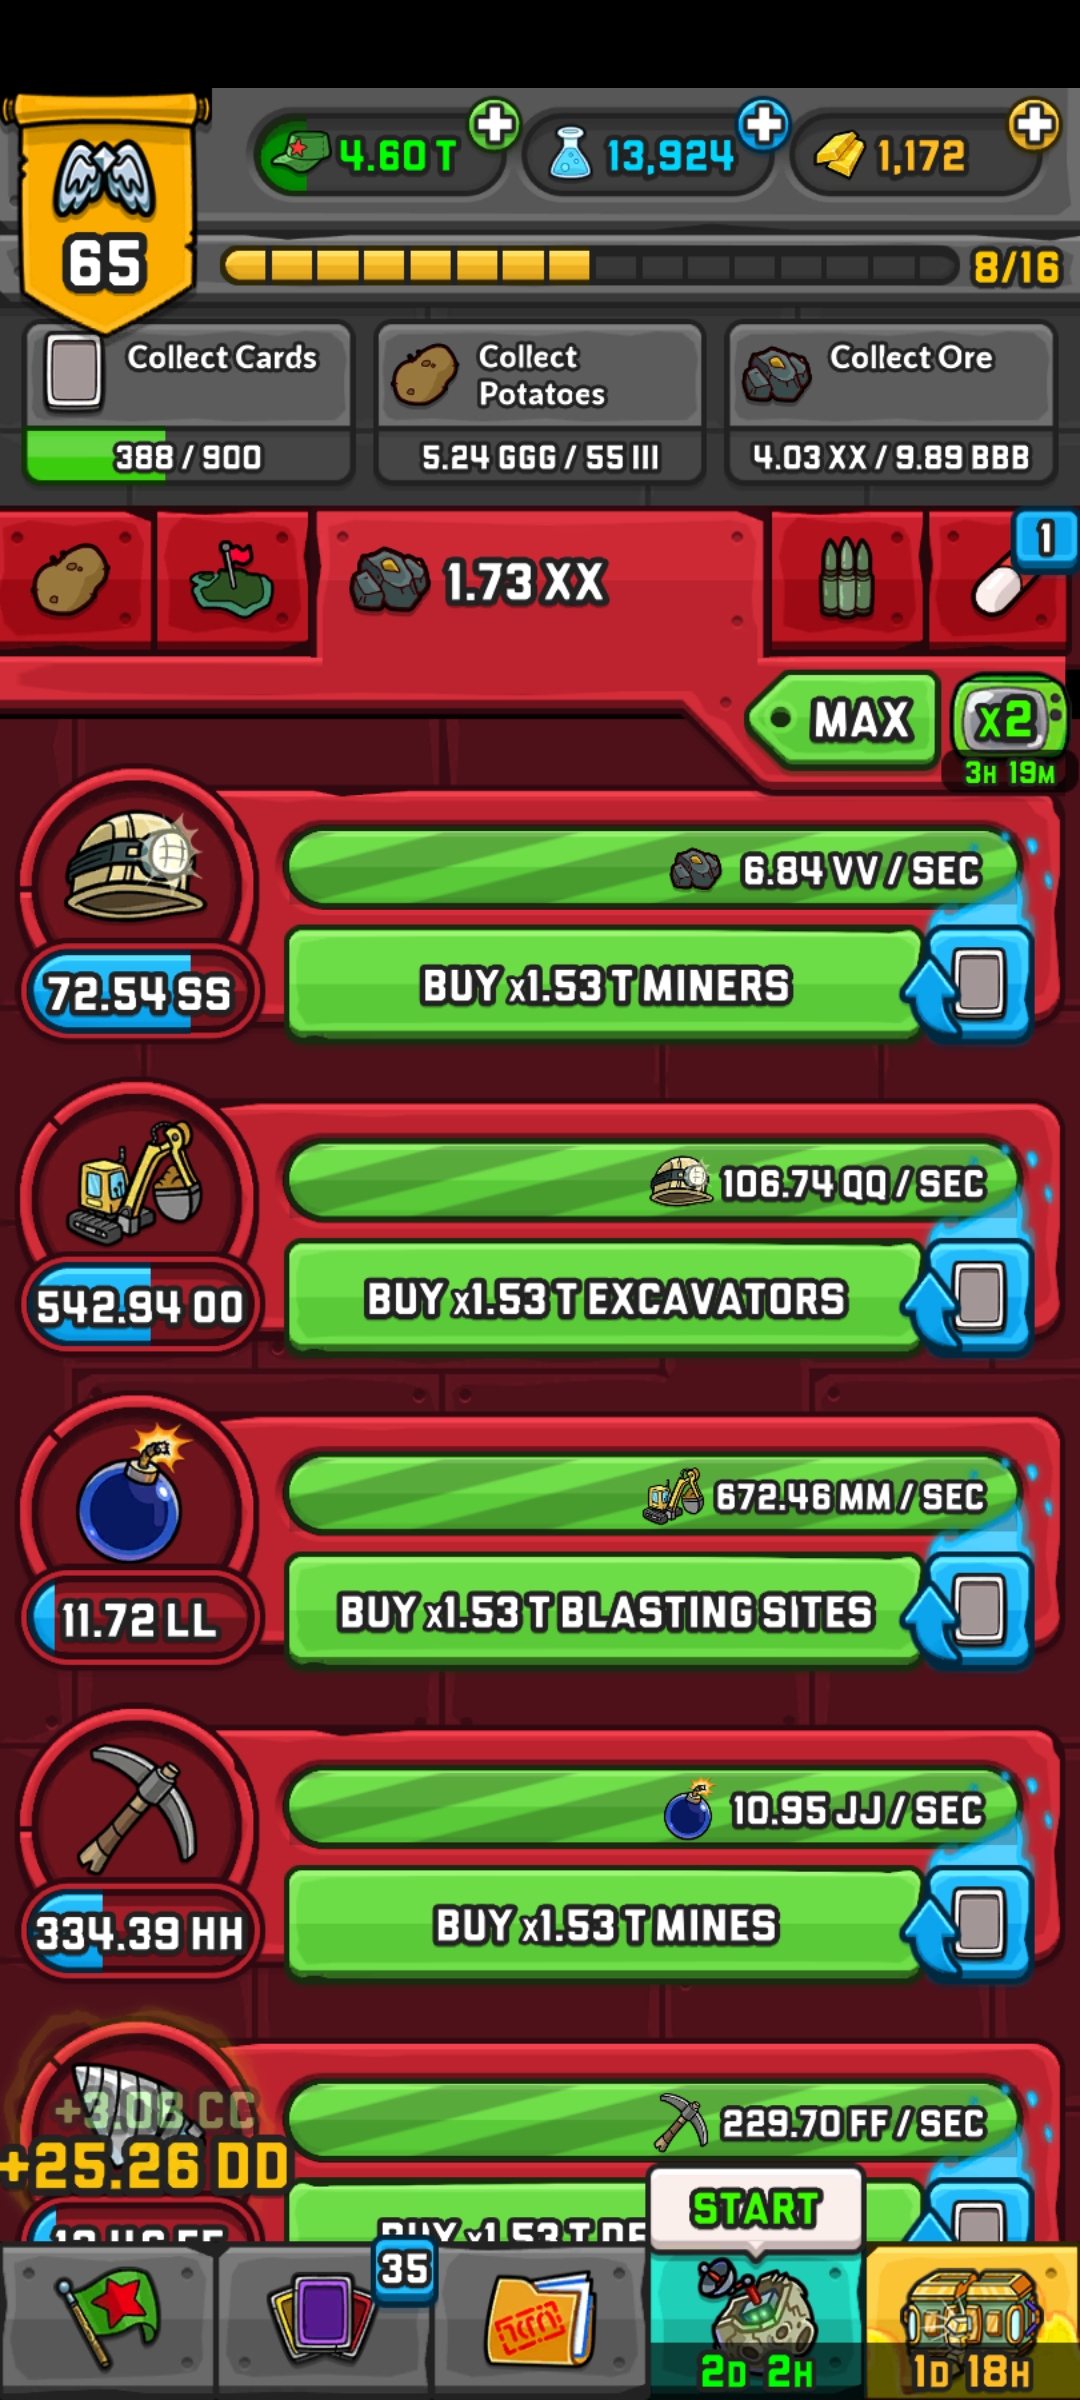 4.60 T
13,924
1,172
65
8/16
Collect Cards
Collect
Potatoes
Collect Ore
388 / 900
5.24 GGG / 55 III
4.03 XX / 9.89 BBB
1
1.73 XX
MAX
x2
3H 19M
6.84 VV / SEC
BUY x1.53 T MINERS
72.54 SS
106.74 QQ / SEC
BUY x1.53 T EXCAVATORS
542.94 OO
672.46 MM / SEC
BUY x1.53 T BLASTING SITES
11.72 LL
10.95 JJ / SEC
BUY x1.53 T MINES
334.39 HH
+3.08 CC
229.70 FF / SEC
+25.26 DD
START
BUY x1.53 T
35
2D 2H
1D 18H